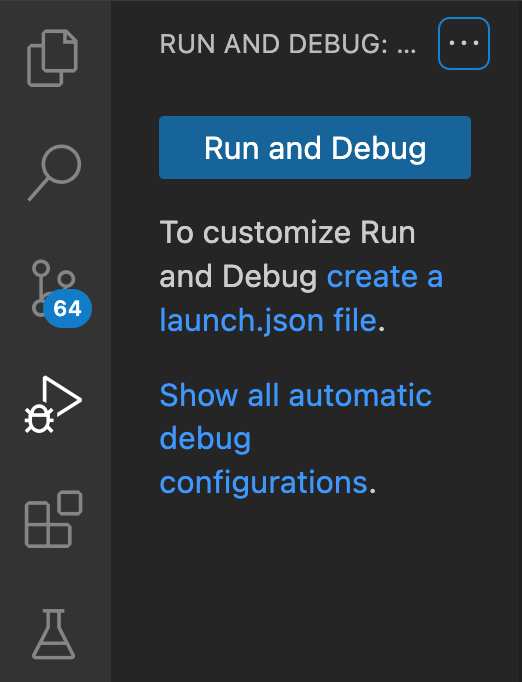 RUN AND DEBUG: ...
Run and Debug
To customize Run
and Debug create a
launch.json file.
64
Show all automatic
debug
configurations.